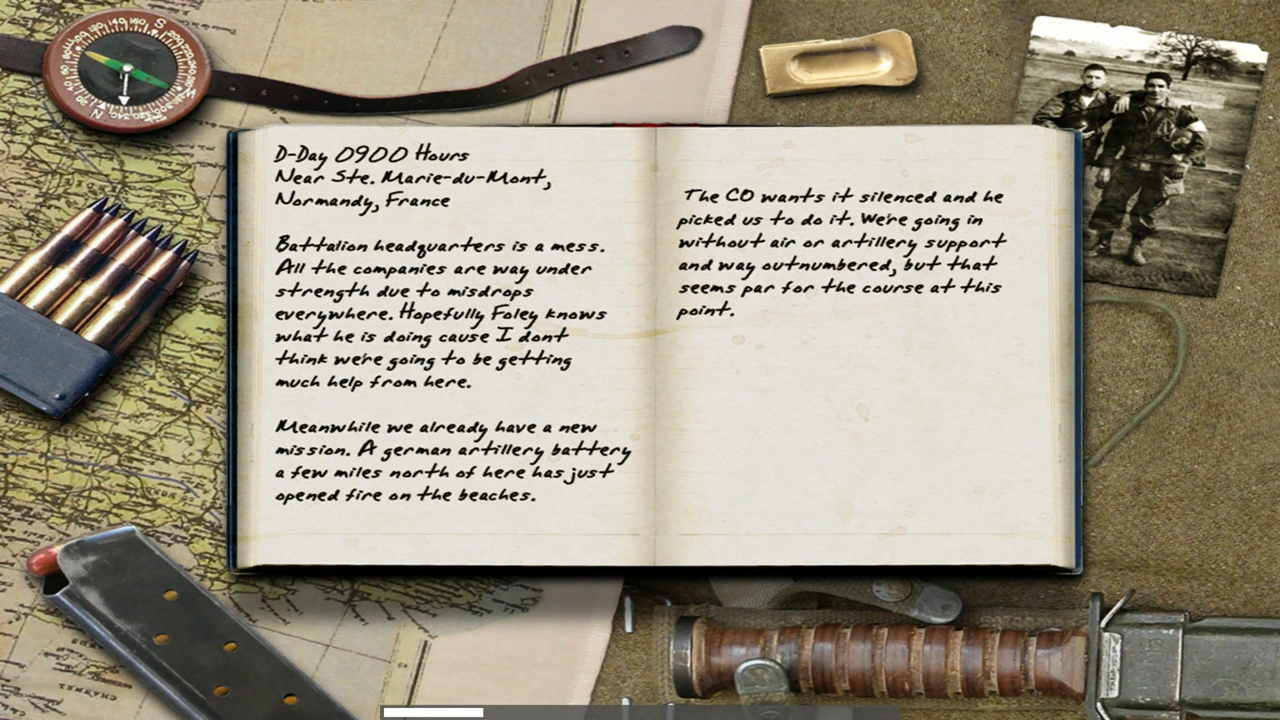 D-Day 0900 Hours
Near Ste. Marie-du-Mont,
Normandy, France
Battalion headquarters is a mess.
All the companies are way under
strength due to misdrops
everywhere. Hopefully Foley knows
what he is doing cause I dont
think we're going to be getting
much help from here.
Meanwhile we already have a new
mission. A german artillery battery
a few miles north of here has just
opened fire on the beaches.
The CO wants it silenced and he
picked us to do it. We're going in
without air or artillery support
and way outnumbered, but that
seems par for the course at this
point.